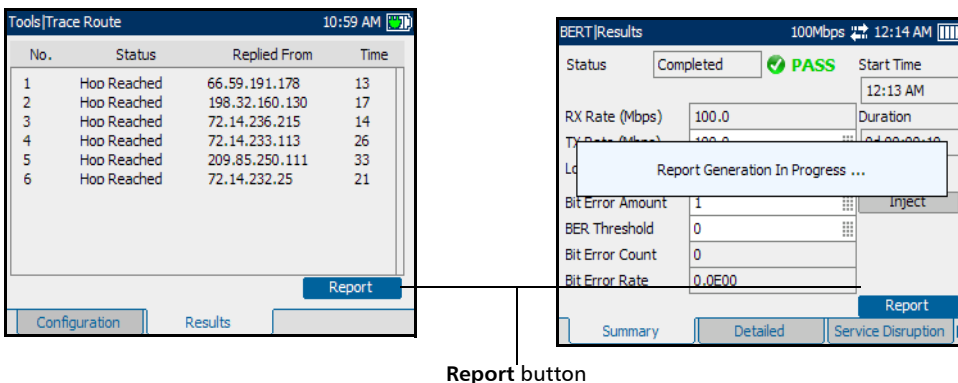 Tools|Trace Route 10:59 AM
No. Status Replied From Time
1 Hop Reached 66.59.191.178 13
2 Hop Reached 198.32.160.130 17
3 Hop Reached 72.14.236.215 14
4 Hop Reached 72.14.233.113 26
5 Hop Reached 209.85.250.111 33
6 Hop Reached 72.14.232.25 21
Report
Configuration Results
BERT|Results 100Mbps 12:14 AM
Status Completed PASS Start Time
12:13 AM
RX Rate (Mbps) 100.0 Duration
Report Generation In Progress ...
Bit Error Amount 1 Inject
BER Threshold 0
Bit Error Count 0
Bit Error Rate 0.0E00
Report
Summary Detailed Service Disruption
Report button